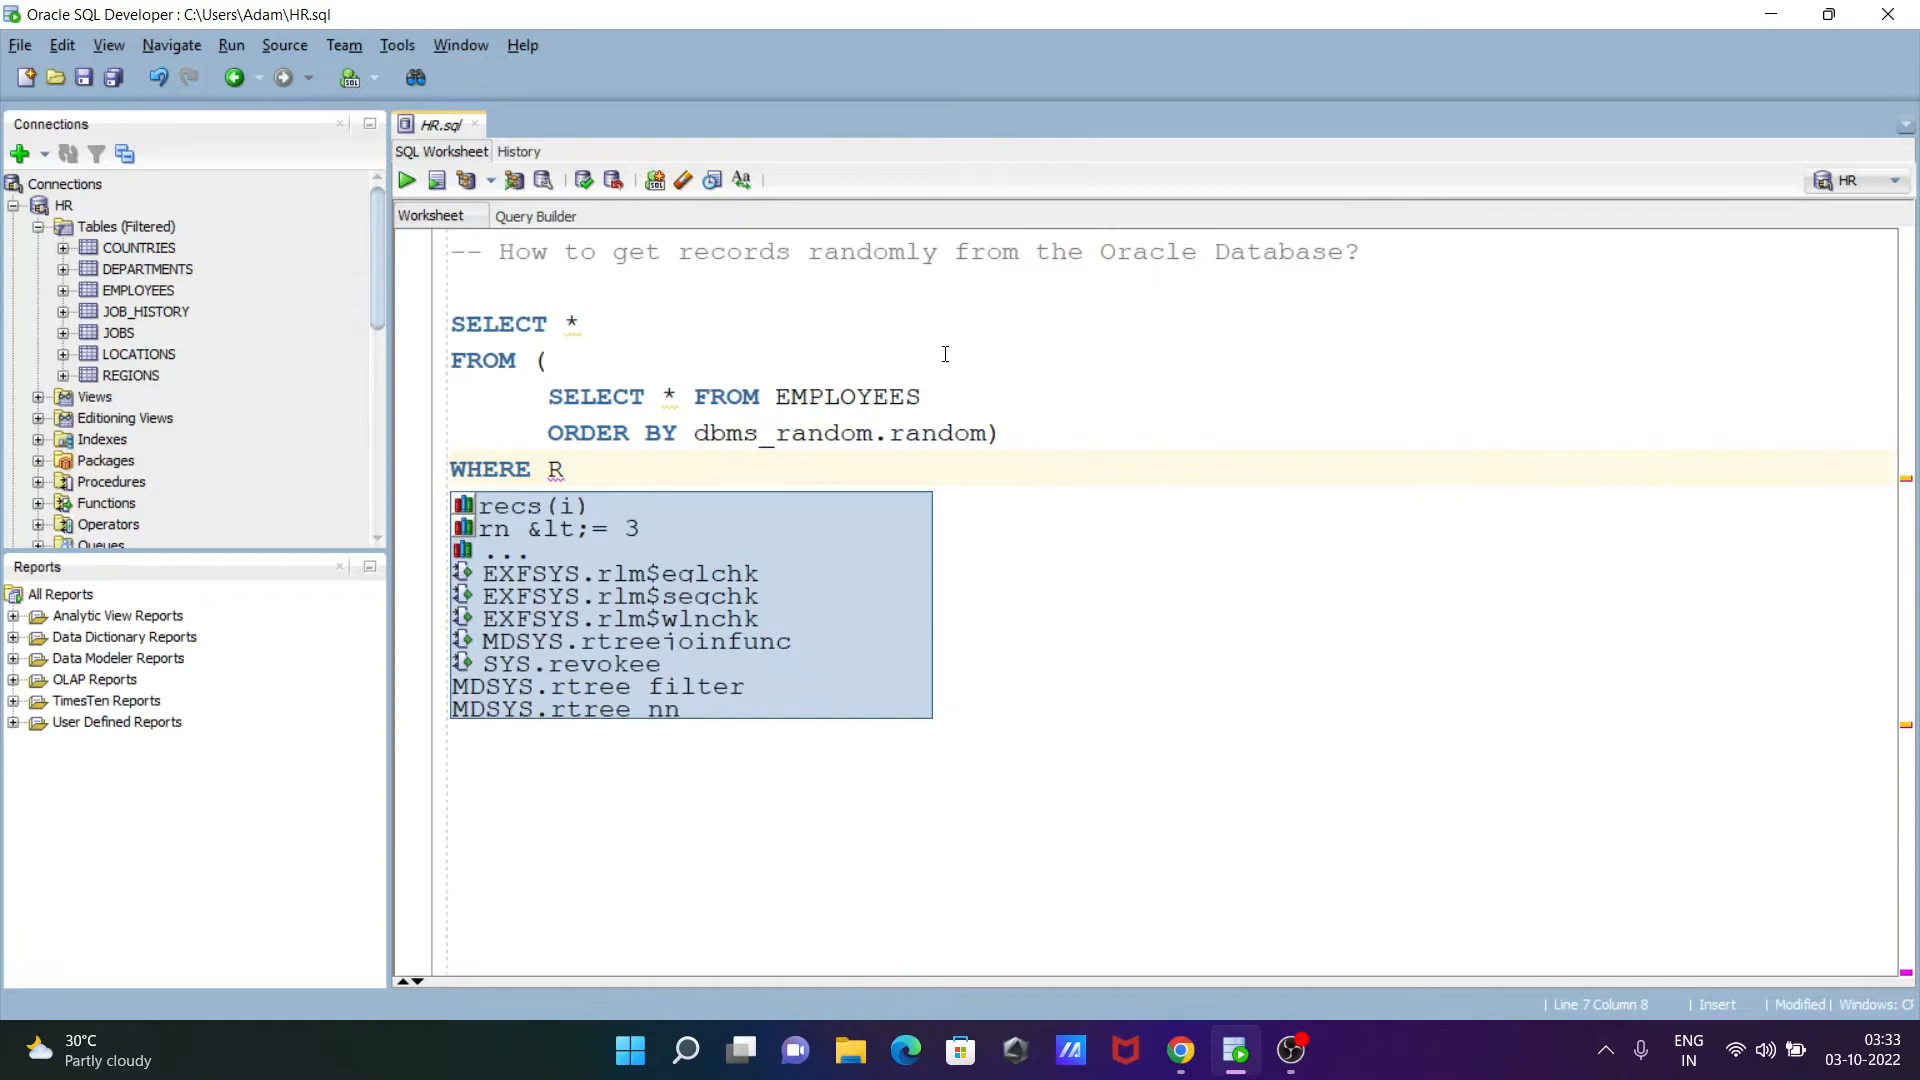 Oracle SQL Developer : C:\Users\Adam\HR.sql
File Edit View Navigate Run Source Team Tools Window Help
Connections
HR.sql
SQL Worksheet History
Connections
HR
HR
Tables (Filtered)
COUNTRIES
DEPARTMENTS
EMPLOYEES
JOB_HISTORY
JOBS
LOCATIONS
REGIONS
Views
Editioning Views
Indexes
Packages
Procedures
Functions
Operators
Queues
Worksheet Query Builder
-- How to get records randomly from the Oracle Database?
SELECT *
FROM (
SELECT * FROM EMPLOYEES
ORDER BY dbms_random.random)
WHERE R
recs(i)
rn &lt;= 3
...
EXFSYS.rlm$eqlchk
EXFSYS.rlm$seqchk
EXFSYS.rlm$wlnchk
MDSYS.rtreejoinfunc
SYS.revokee
MDSYS.rtree_filter
MDSYS.rtree_nn
Reports
All Reports
Analytic View Reports
Data Dictionary Reports
Data Modeler Reports
OLAP Reports
TimesTen Reports
User Defined Reports
Line 7 Column 8 | Insert | Modified | Windows: CR
30°C
Partly cloudy
ENG
IN
03:33
03-10-2022